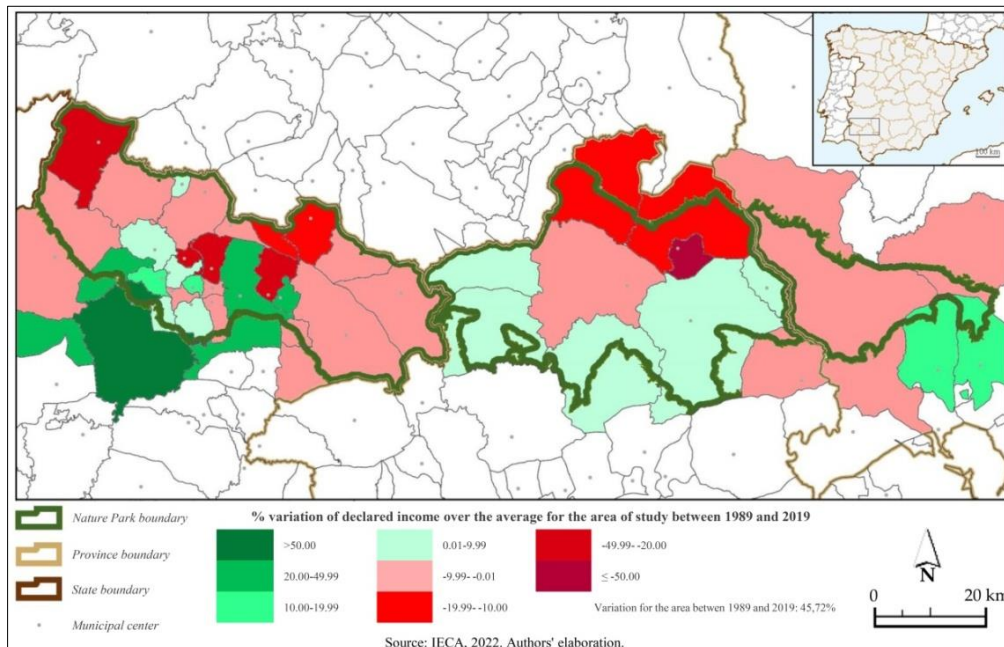 100 km
Nature Park boundary
Province boundary
State boundary
Municipal center
% variation of declared income over the average for the area of study between 1989 and 2019
>50.00
20.00-49.99
10.00-19.99
0.01-9.99
-9.99- -0.01
-19.99- -10.00
-49.99- -20.00
≤ -50.00
Variation for the area betwen 1989 and 2019: 45,72%
N
0 20 km
Source: IECA, 2022. Authors' elaboration.